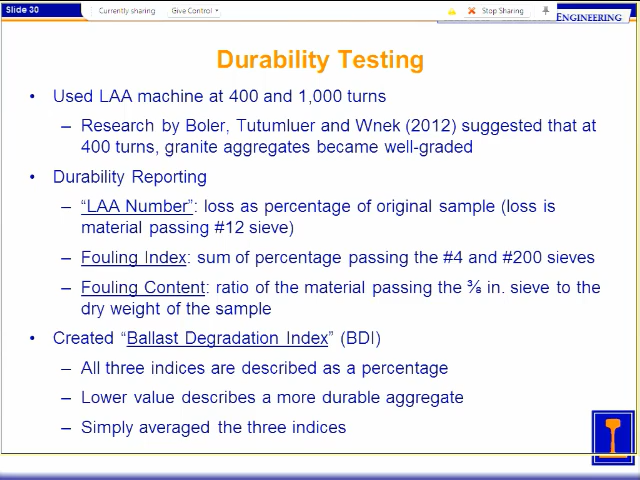 Slide 30
Currently sharing
Give Control
Stop Sharing
ENGINEERING
Durability Testing
• Used LAA machine at 400 and 1,000 turns
– Research by Boler, Tutumluer and Wnek (2012) suggested that at
400 turns, granite aggregates became well-graded
• Durability Reporting
– “LAA Number”: loss as percentage of original sample (loss is
material passing #12 sieve)
– Fouling Index: sum of percentage passing the #4 and #200 sieves
– Fouling Content: ratio of the material passing the ⅜ in. sieve to the
dry weight of the sample
• Created “Ballast Degradation Index” (BDI)
– All three indices are described as a percentage
– Lower value describes a more durable aggregate
– Simply averaged the three indices